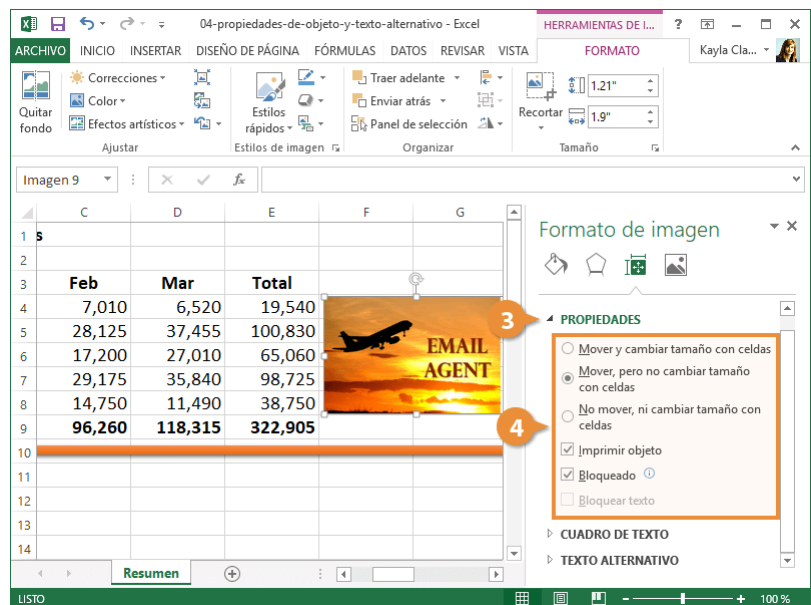 04-propiedades-de-objeto-y-texto-alternativo - Excel
HERRAMIENTAS DE I...
?
ARCHIVO INICIO INSERTAR DISEÑO DE PÁGINA FÓRMULAS DATOS REVISAR VISTA FORMATO Kayla Cla...
Quitar fondo
Correcciones
Color
Efectos artísticos
Ajustar
Estilos rápidos
Estilos de imagen
Traer adelante
Enviar atrás
Panel de selección
Organizar
Recortar
1.21"
1.9"
Tamaño
Imagen 9
fx
C D E F G
1 s
2
3 Feb Mar Total
4 7,010 6,520 19,540
5 28,125 37,455 100,830
6 17,200 27,010 65,060
7 29,175 35,840 98,725
8 14,750 11,490 38,750
9 96,260 118,315 322,905
10
11
12
13
14
EMAIL
AGENT
Formato de imagen
3
PROPIEDADES
Mover y cambiar tamaño con celdas
Mover, pero no cambiar tamaño
con celdas
No mover, ni cambiar tamaño con
celdas
4
Imprimir objeto
Bloqueado
Bloquear texto
CUADRO DE TEXTO
TEXTO ALTERNATIVO
Resumen
LISTO
100 %